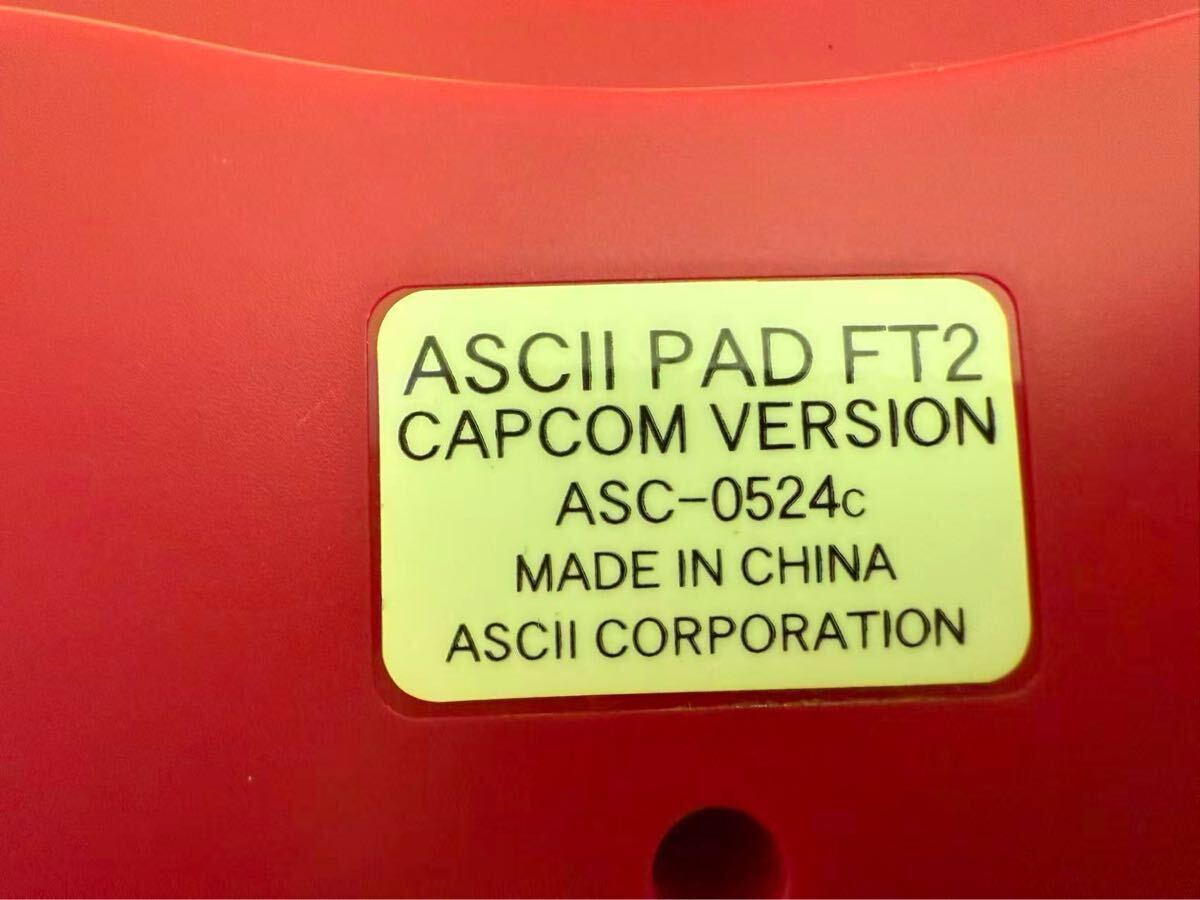 ASCII PAD FT2
CAPCOM VERSION
ASC-0524c
MADE IN CHINA
ASCII CORPORATION